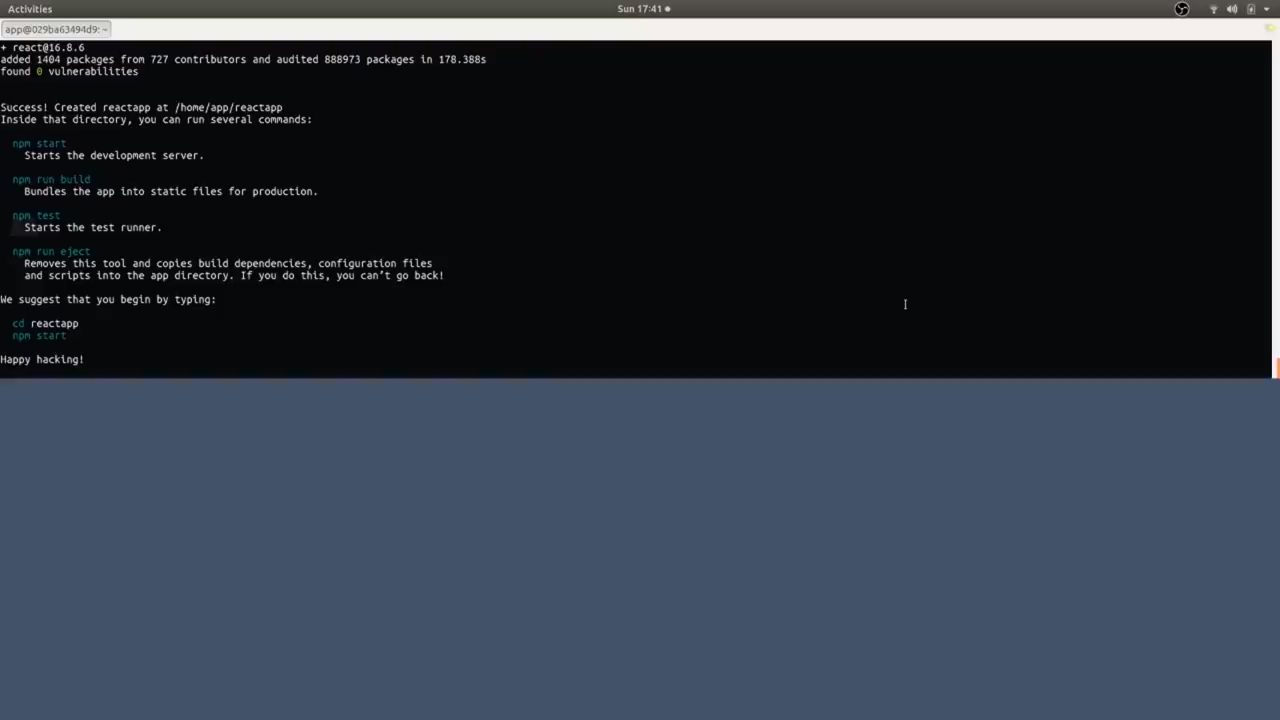 Activities
Sun 17:41
app@029ba63494d9: ~
+ react@16.8.6
added 1404 packages from 727 contributors and audited 888973 packages in 178.388s
found 0 vulnerabilities
Success! Created reactapp at /home/app/reactapp
Inside that directory, you can run several commands:
npm start
Starts the development server.
npm run build
Bundles the app into static files for production.
npm test
Starts the test runner.
npm run eject
Removes this tool and copies build dependencies, configuration files
and scripts into the app directory. If you do this, you can’t go back!
We suggest that you begin by typing:
cd reactapp
npm start
Happy hacking!